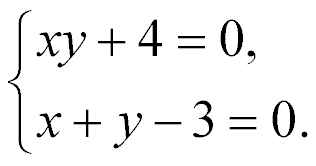 xy + 4 = 0,
x + y − 3 = 0.